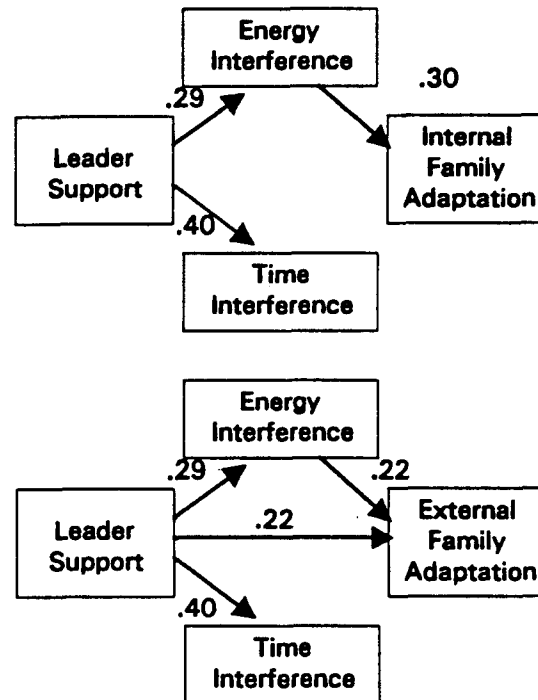 Energy
Interference
.30
.29
Leader
Support
Internal
Family
Adaptation
.40
Time
Interference
Energy
Interference
.29
.22
Leader
Support
.22
External
Family
Adaptation
.40
Time
Interference